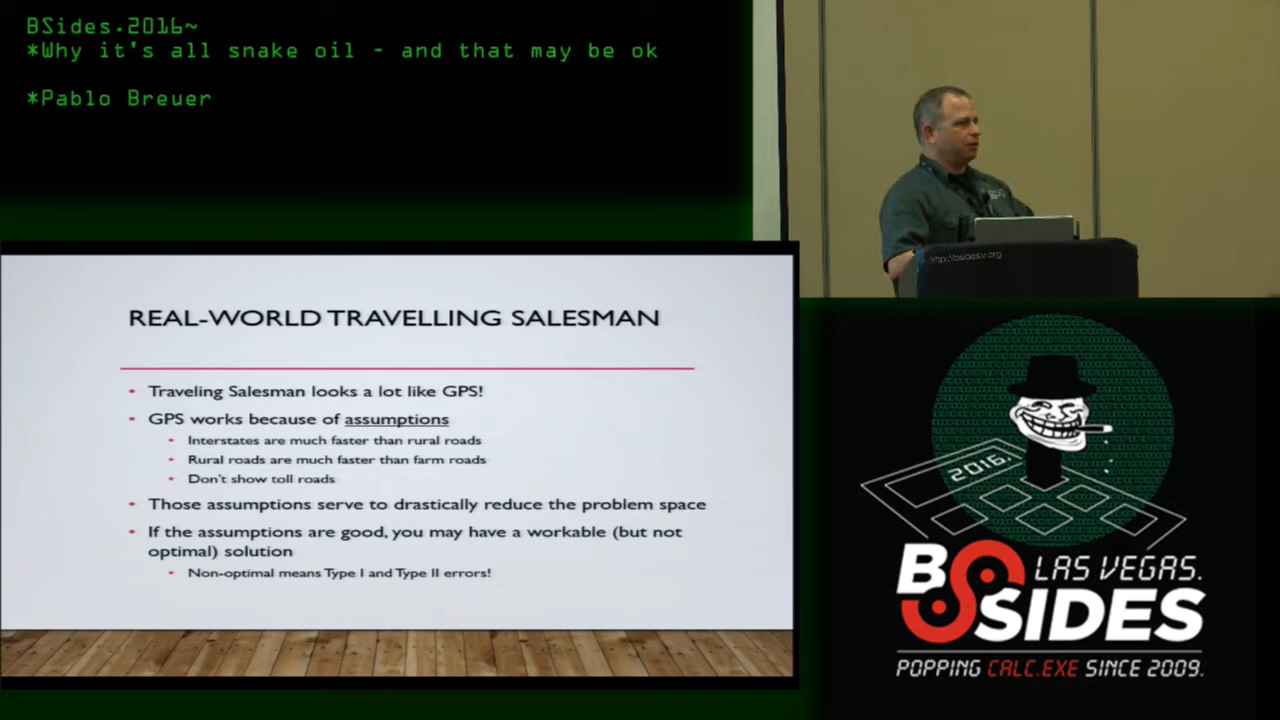 BSides.2016~
*Why it's all snake oil - and that may be ok
*Pablo Breuer
http://bsideslv.org
REAL-WORLD TRAVELLING SALESMAN
• Traveling Salesman looks a lot like GPS!
• GPS works because of assumptions
• Interstates are much faster than rural roads
• Rural roads are much faster than farm roads
• Don't show toll roads
• Those assumptions serve to drastically reduce the problem space
• If the assumptions are good, you may have a workable (but not
optimal) solution
• Non-optimal means Type I and Type II errors!
2016.
BSIDES
LAS VEGAS.
POPPING CALC.EXE SINCE 2009.